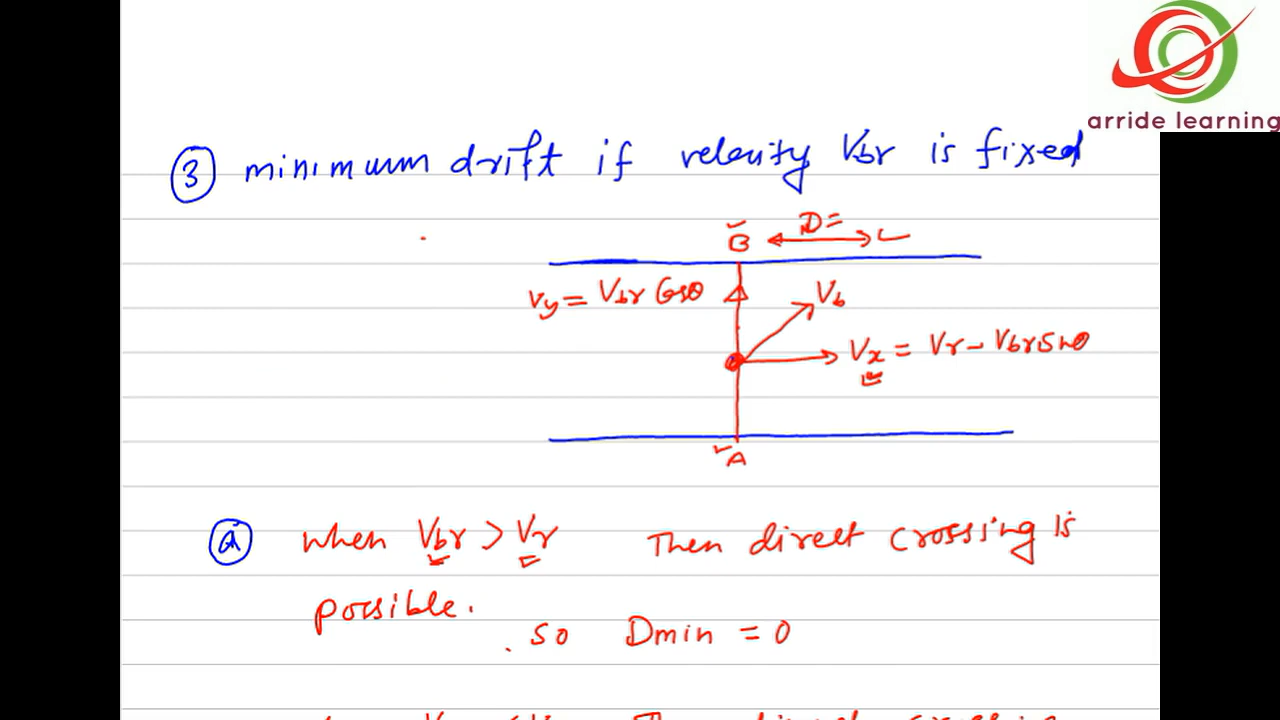 arride learning
③ minimum drift if velocity Vbr is fixed
B D= C
Vy = Vbr Cosθ
Vb
Vx = Vr - Vbr Sinθ
A
ⓐ when Vbr > Vr Then direct crossing is
possible.
so Dmin = 0